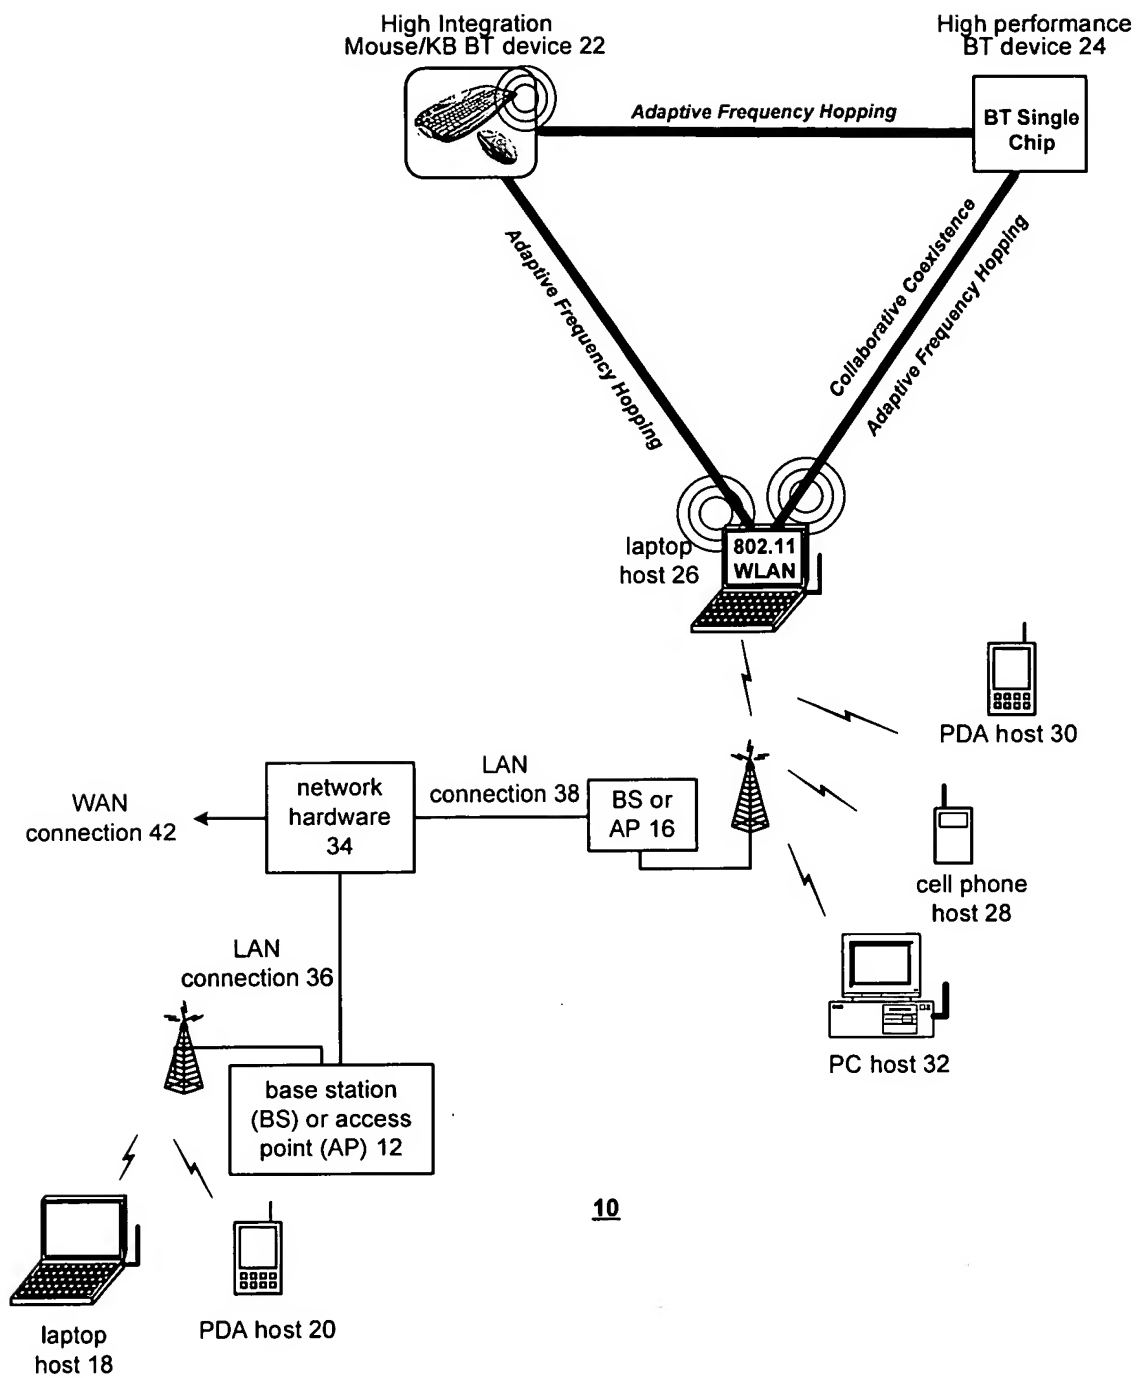 High Integration
Mouse/KB BT device 22
High performance
BT device 24
Adaptive Frequency Hopping
BT Single
Chip
Adaptive Frequency Hopping
Collaborative Coexistence
Adaptive Frequency Hopping
laptop
host 26
802.11
WLAN
PDA host 30
LAN
connection 38
network
hardware
34
WAN
connection 42
BS or
AP 16
cell phone
host 28
LAN
connection 36
PC host 32
base station
(BS) or access
point (AP) 12
10
PDA host 20
laptop
host 18